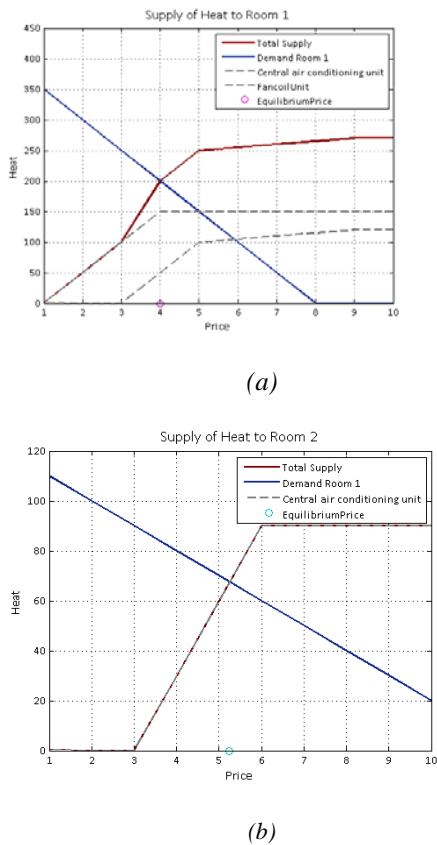 Supply of Heat to Room 1
450
400
350
300
250
200
150
100
50
0
Heat
Total Supply
Demand Room 1
Central air conditioning unit
FancoilUnit
EquilibriumPrice
1 2 3 4 5 6 7 8 9 10
Price
(a)
Supply of Heat to Room 2
120
100
80
60
40
20
0
Heat
Total Supply
Demand Room 1
Central air conditioning unit
EquilibriumPrice
1 2 3 4 5 6 7 8 9 10
Price
(b)